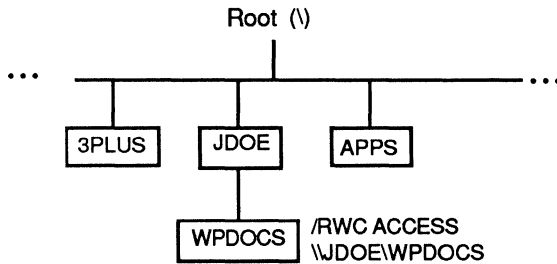 Root (\)
... ...
3PLUS JDOE APPS
WPDOCS /RWC ACCESS
\\JDOE\WPDOCS